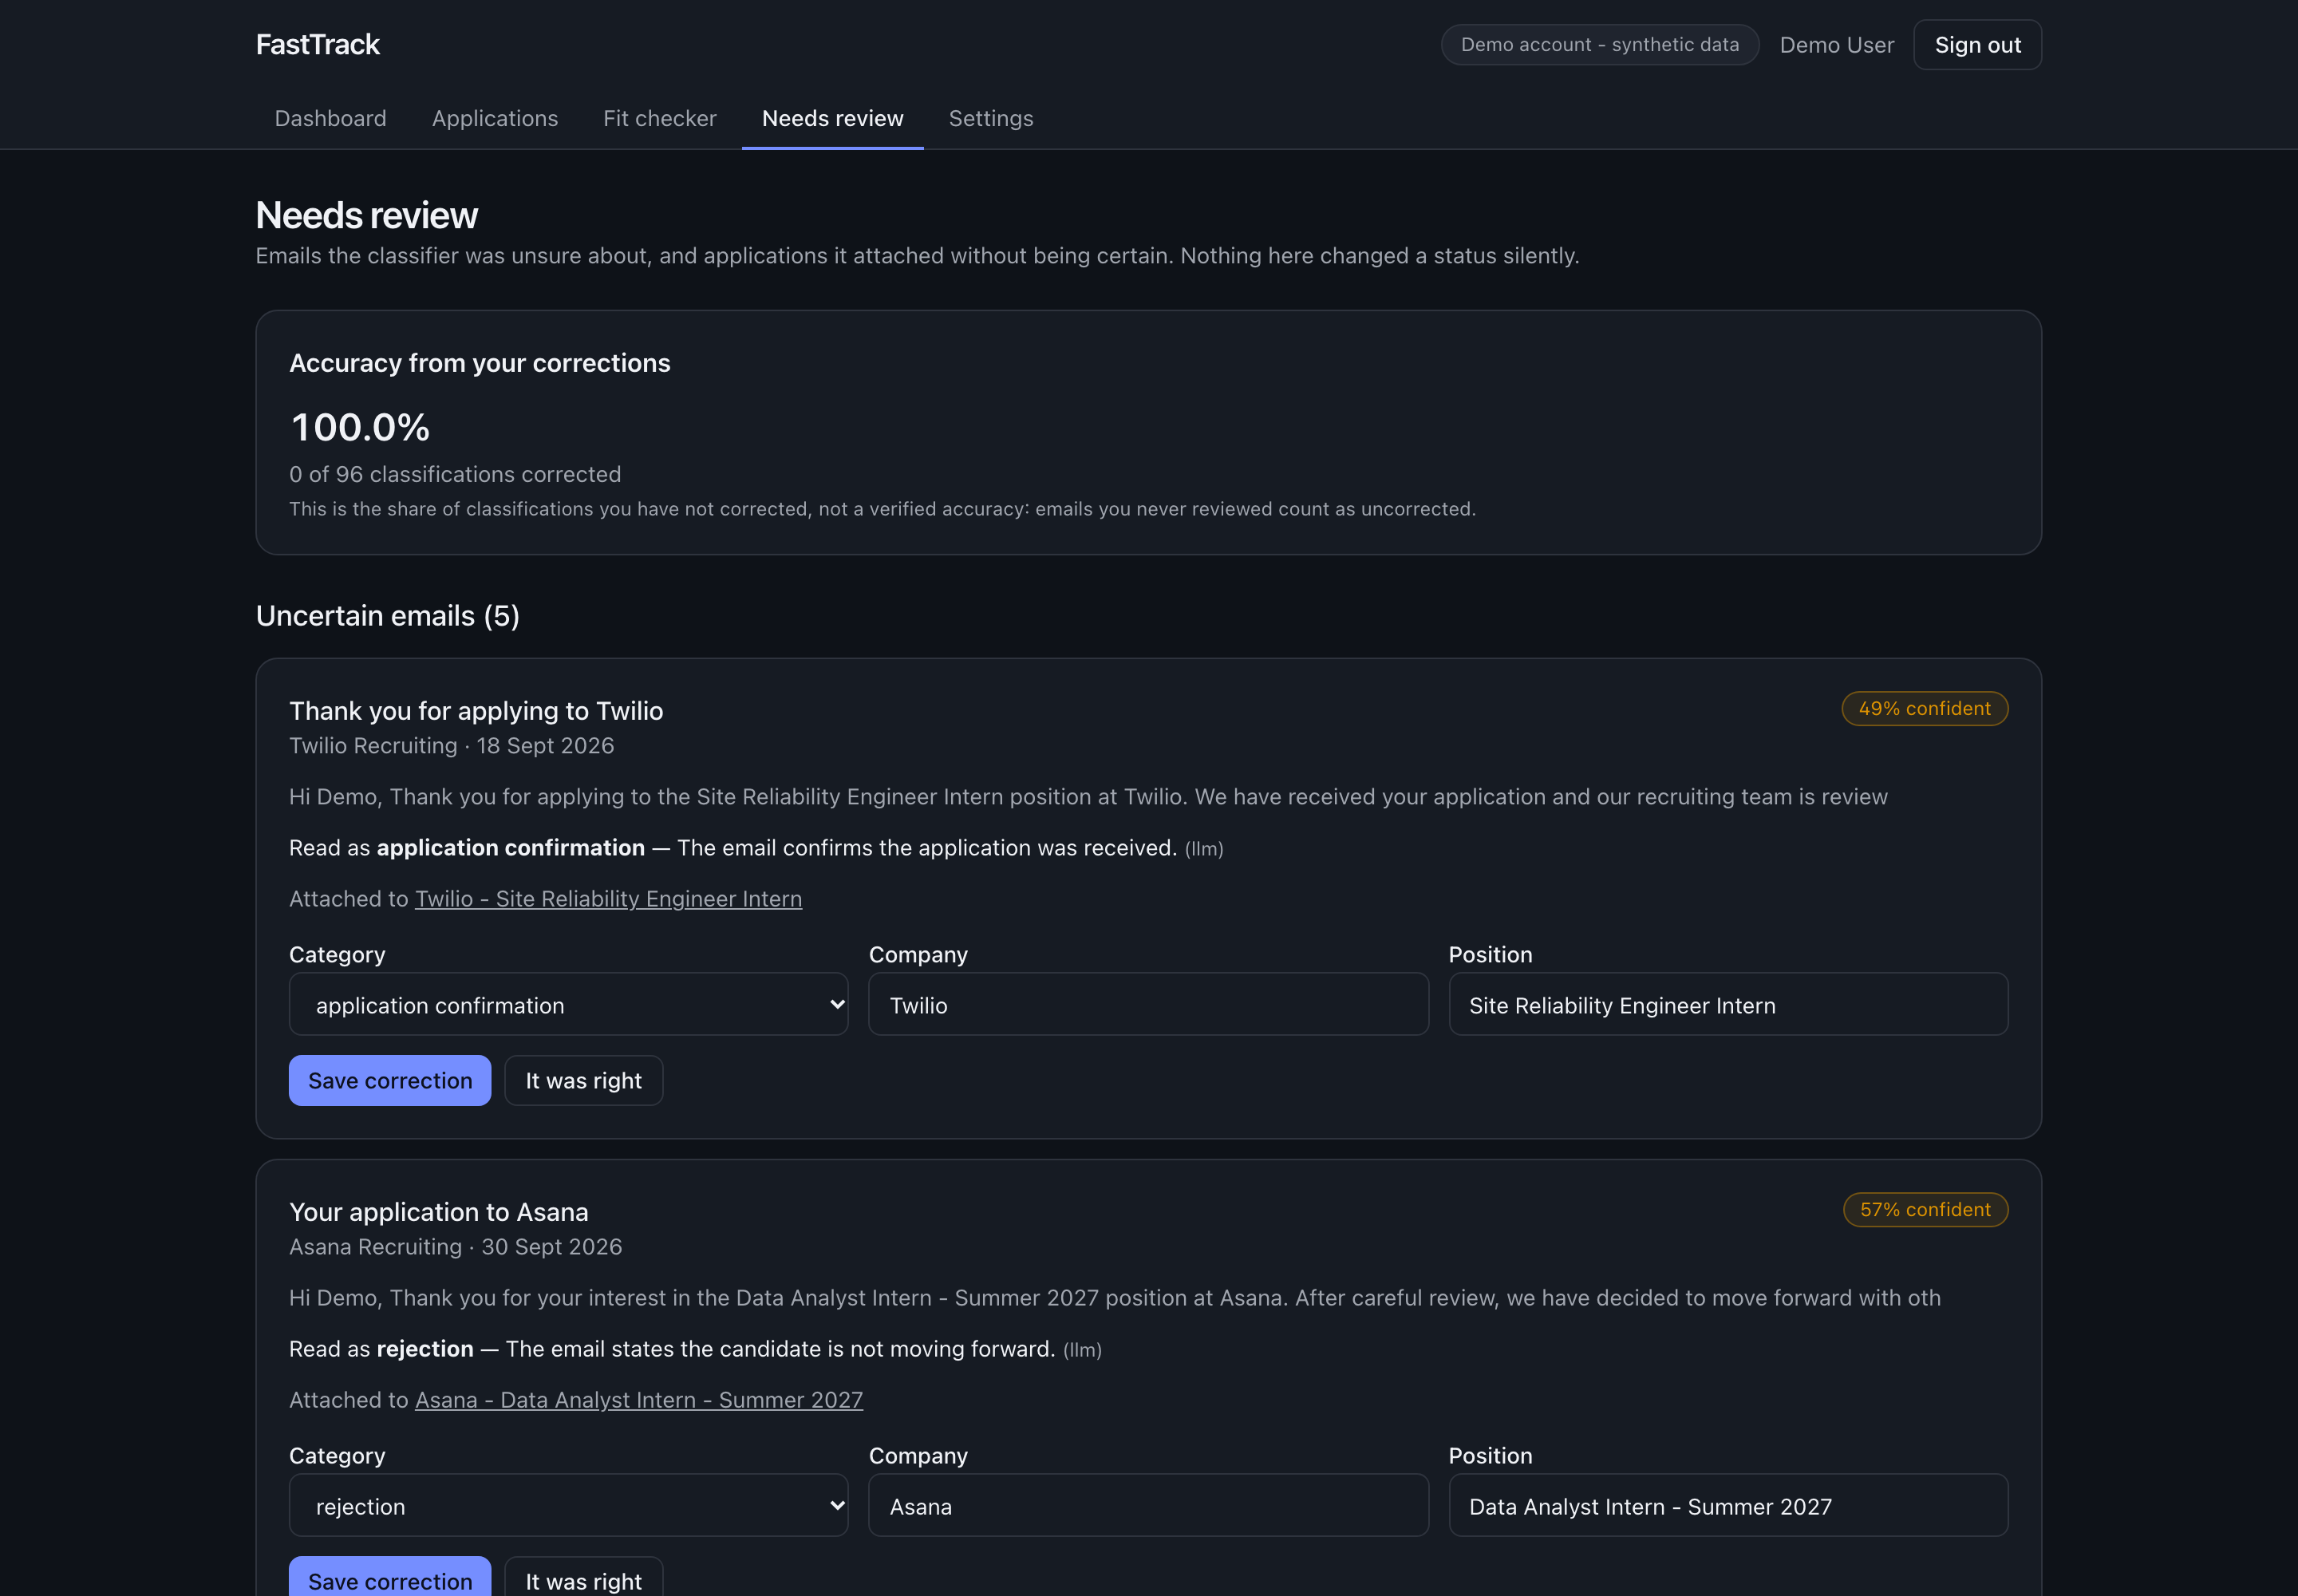 FastTrack
Demo account - synthetic data
Demo User
Sign out
Dashboard
Applications
Fit checker
Needs review
Settings
Needs review
Emails the classifier was unsure about, and applications it attached without being certain. Nothing here changed a status silently.
Accuracy from your corrections
100.0%
0 of 96 classifications corrected
This is the share of classifications you have not corrected, not a verified accuracy: emails you never reviewed count as uncorrected.
Uncertain emails (5)
Thank you for applying to Twilio
49% confident
Twilio Recruiting · 18 Sept 2026
Hi Demo, Thank you for applying to the Site Reliability Engineer Intern position at Twilio. We have received your application and our recruiting team is review
Read as application confirmation — The email confirms the application was received. (llm)
Attached to Twilio - Site Reliability Engineer Intern
Category
Company
Position
application confirmation
Twilio
Site Reliability Engineer Intern
Save correction
It was right
Your application to Asana
57% confident
Asana Recruiting · 30 Sept 2026
Hi Demo, Thank you for your interest in the Data Analyst Intern - Summer 2027 position at Asana. After careful review, we have decided to move forward with oth
Read as rejection — The email states the candidate is not moving forward. (llm)
Attached to Asana - Data Analyst Intern - Summer 2027
Category
Company
Position
rejection
Asana
Data Analyst Intern - Summer 2027
Save correction
It was right